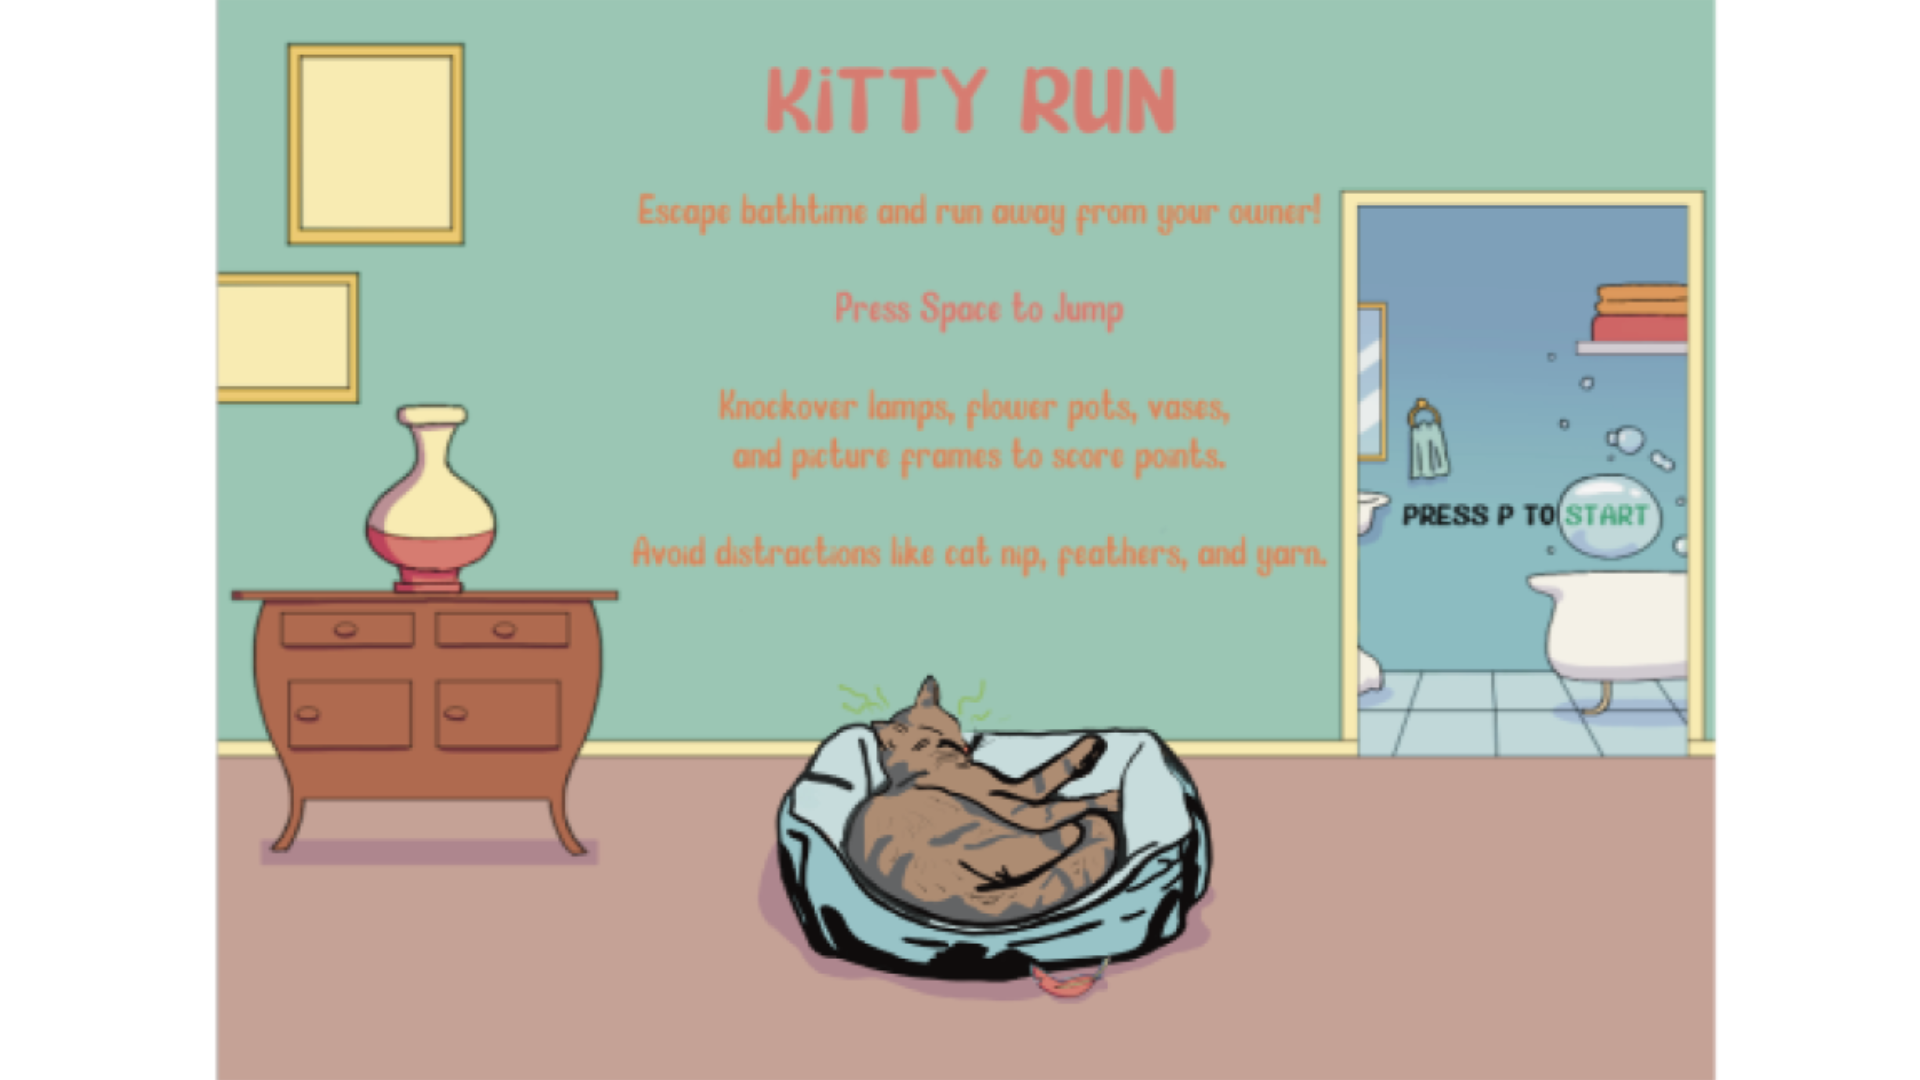 KiTTY RUN
Escape bathtime and run away from your owner!
Press Space to Jump
Knockover lamps, flower pots, vases,
and picture frames to score points.
PRESS P TO START
Avoid distractions like cat nip, feathers, and yarn.